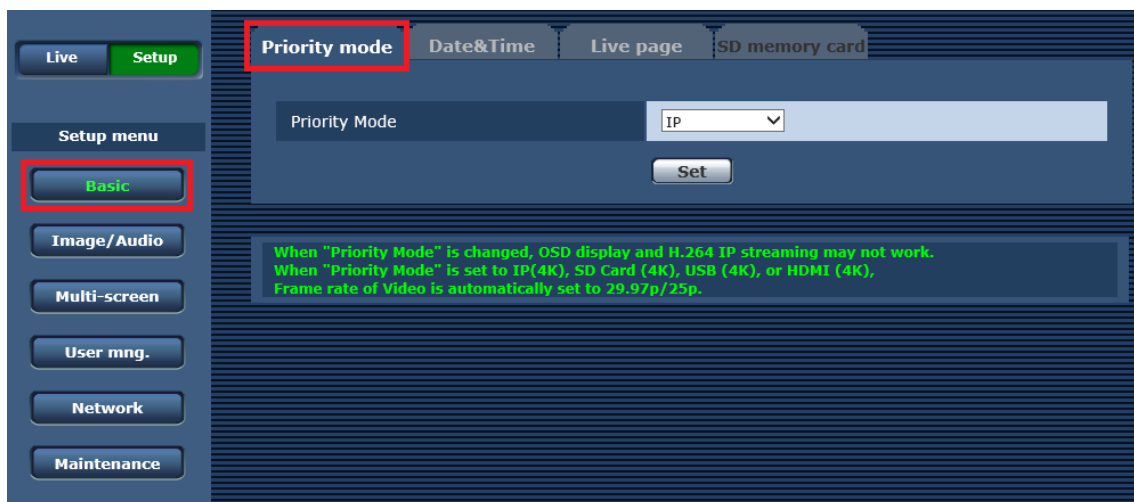 Live Setup
Setup menu
Basic
Image/Audio
Multi-screen
User mng.
Network
Maintenance
Priority mode Date&Time Live page SD memory card
Priority Mode IP
Set
When "Priority Mode" is changed, OSD display and H.264 IP streaming may not work.
When "Priority Mode" is set to IP(4K), SD Card (4K), USB (4K), or HDMI (4K),
Frame rate of Video is automatically set to 29.97p/25p.